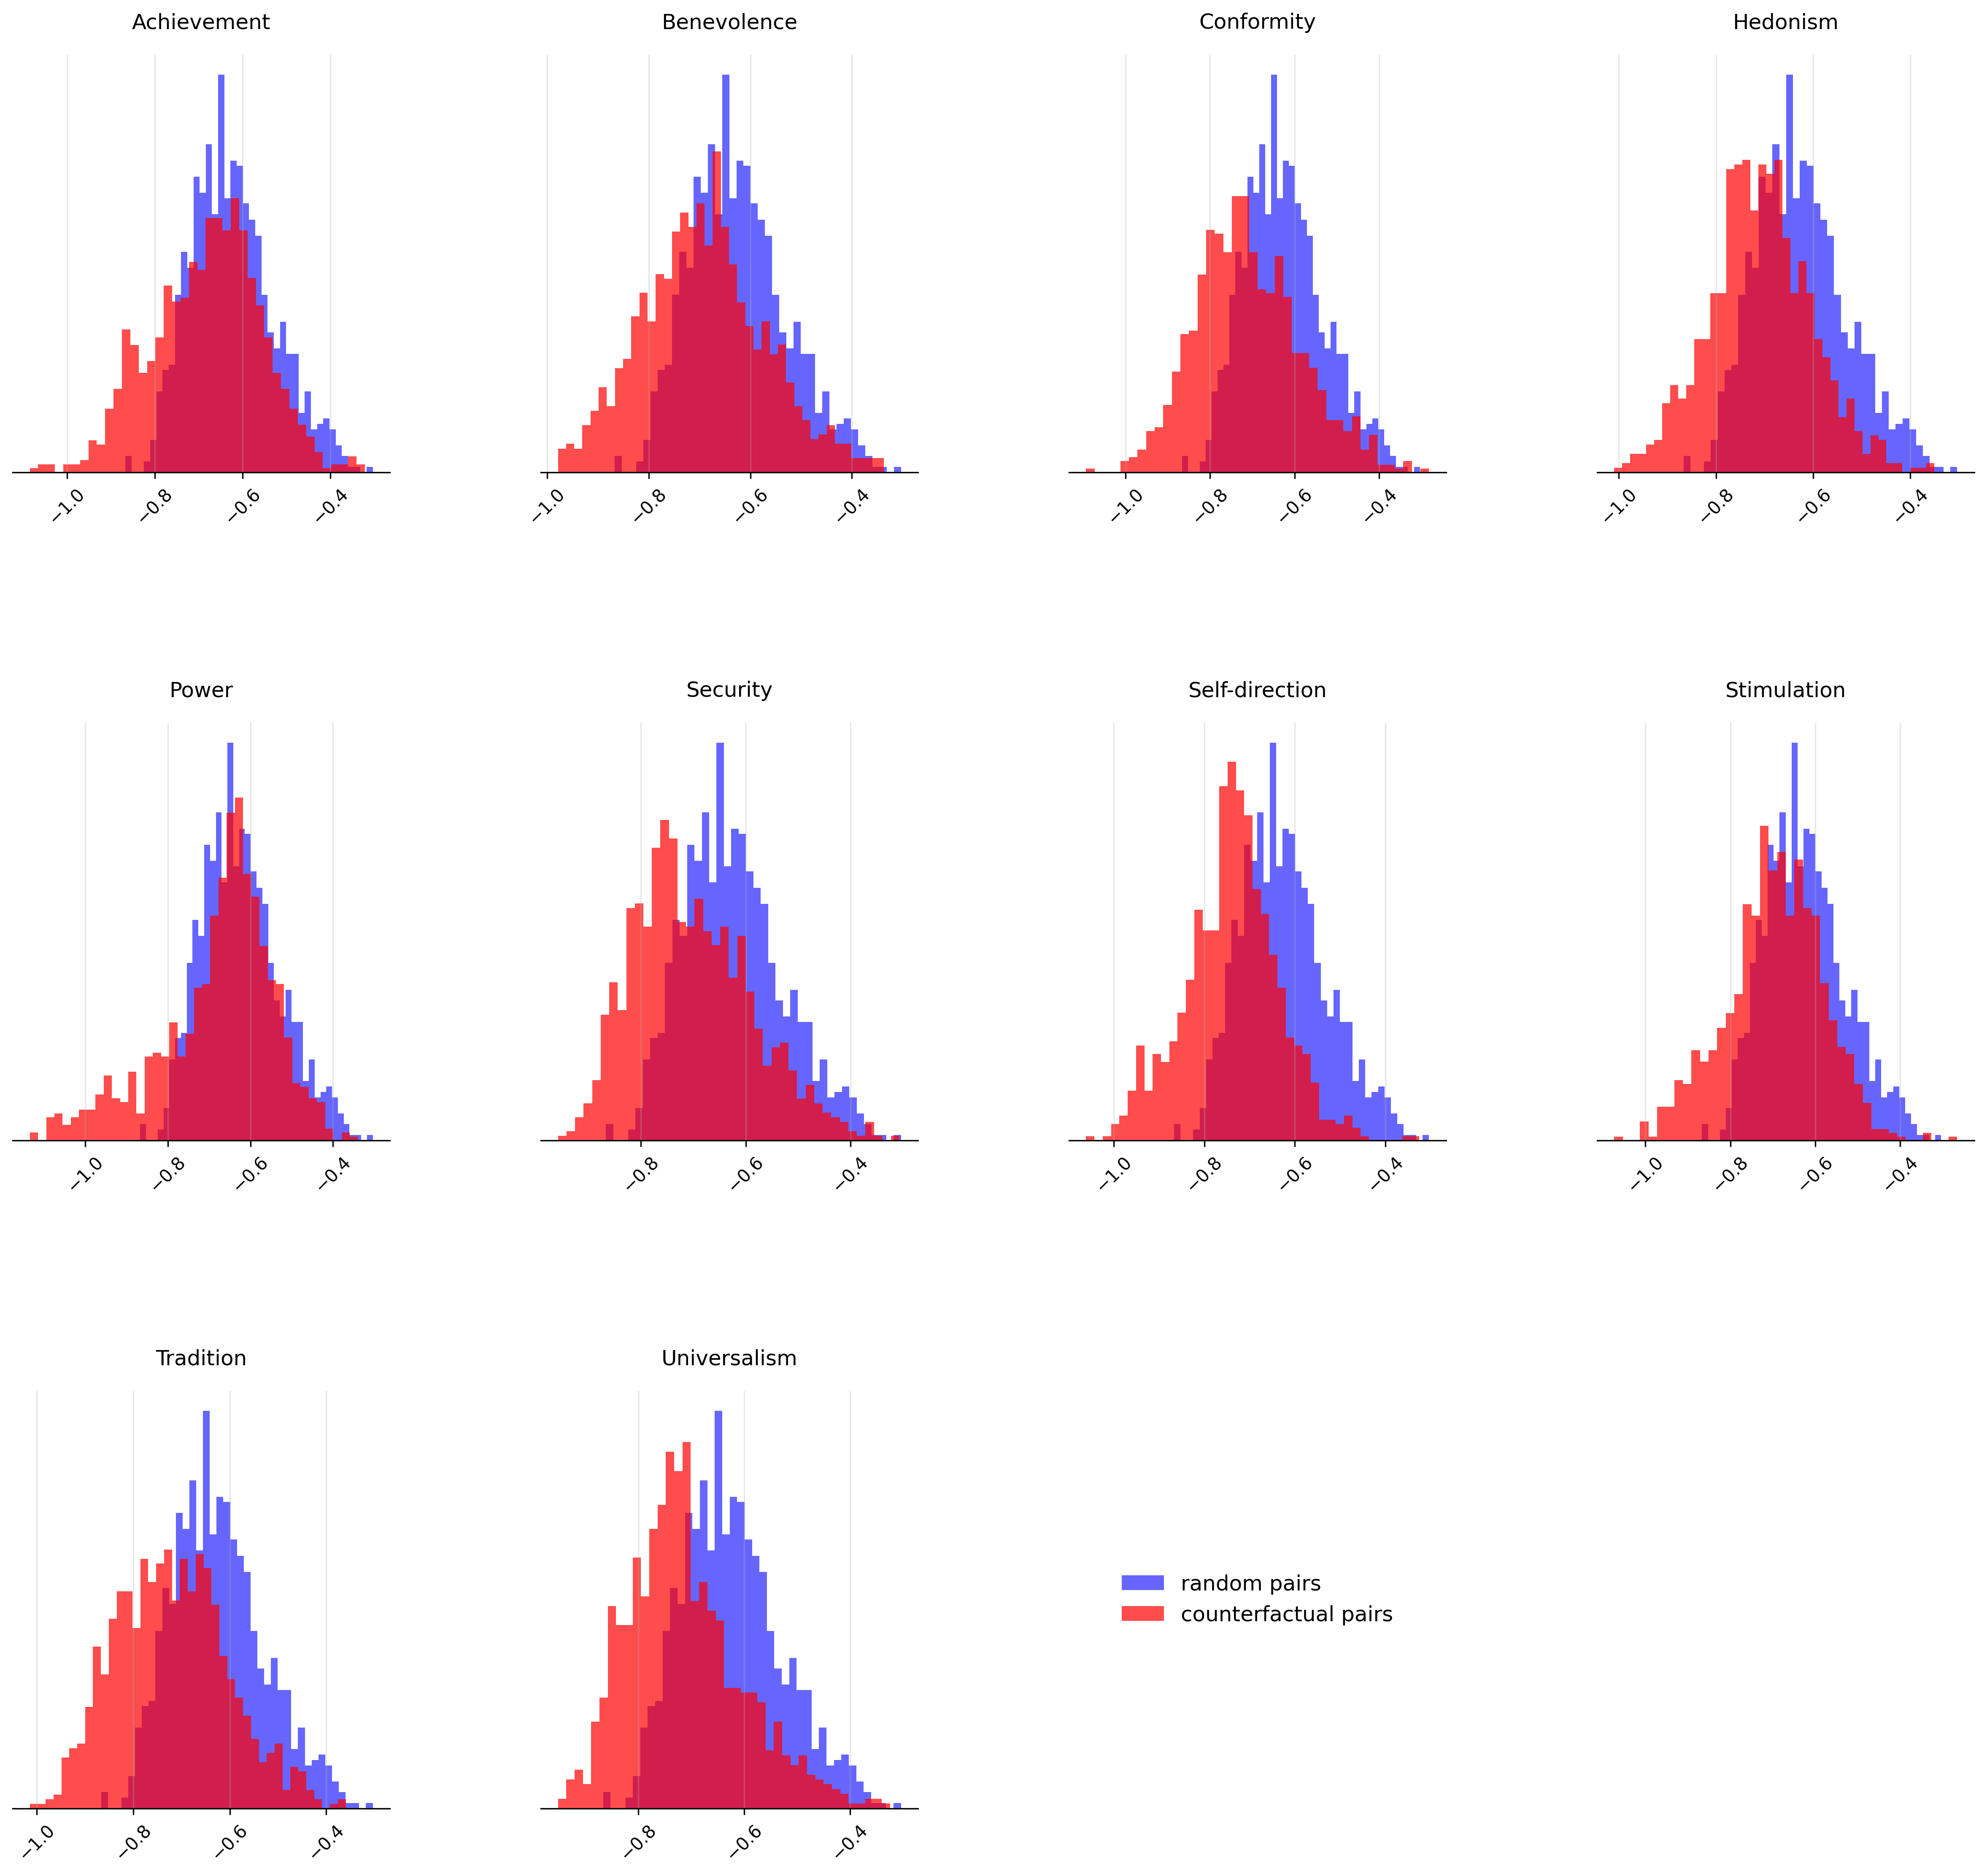 Achievement
Benevolence
Conformity
Hedonism
−1.0 −0.8 −0.6 −0.4
−1.0 −0.8 −0.6 −0.4
−1.0 −0.8 −0.6 −0.4
−1.0 −0.8 −0.6 −0.4
Power
Security
Self-direction
Stimulation
−1.0 −0.8 −0.6 −0.4
−0.8 −0.6 −0.4
−1.0 −0.8 −0.6 −0.4
−1.0 −0.8 −0.6 −0.4
Tradition
Universalism
random pairs
counterfactual pairs
−1.0 −0.8 −0.6 −0.4
−0.8 −0.6 −0.4